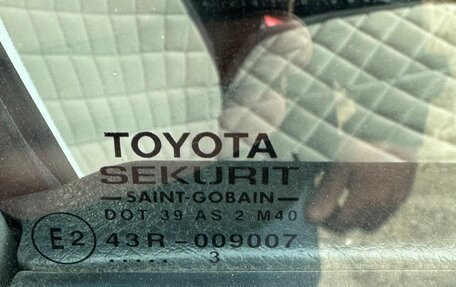 TOYOTA
SEKURIT
SAINT-GOBAIN
DOT 39 AS 2 M40
E2 43R-009007
..... 3